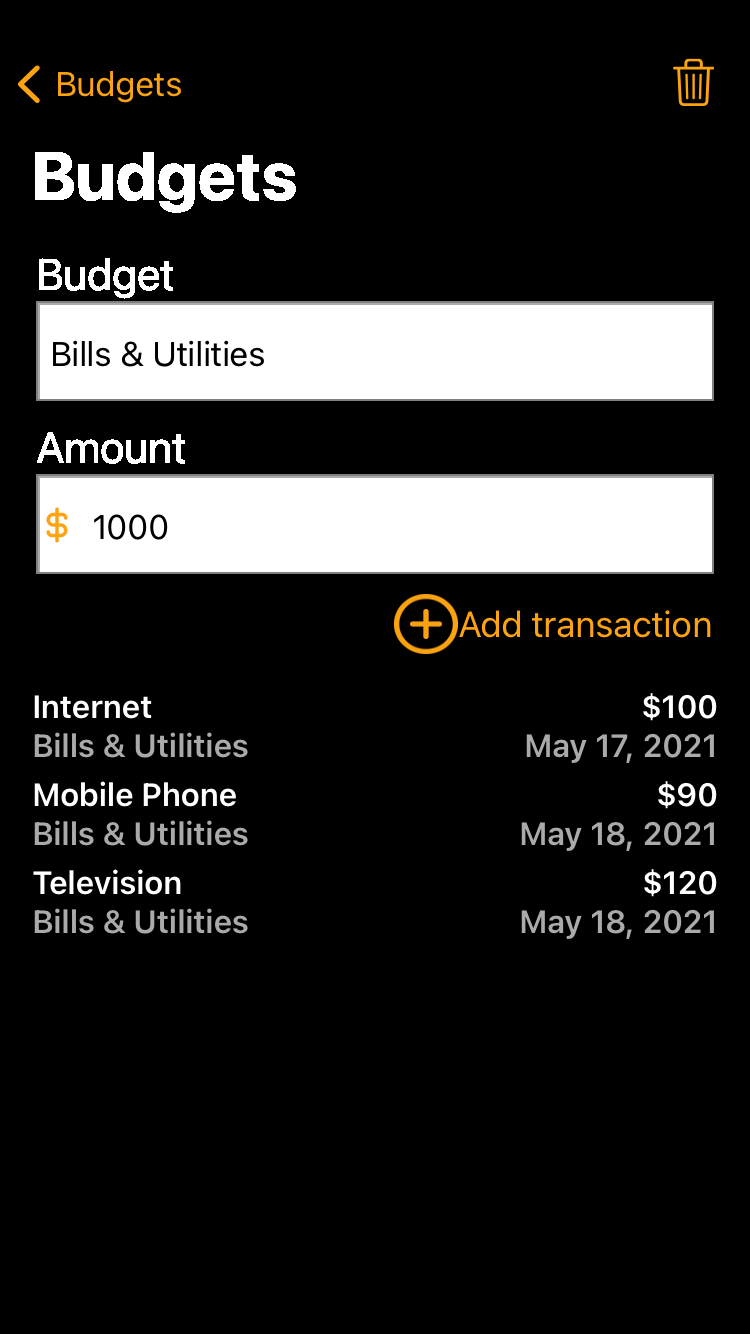 Budgets
Budgets
Budget
Bills & Utilities
Amount
$ 1000
Add transaction
Internet $100
Bills & Utilities May 17, 2021
Mobile Phone $90
Bills & Utilities May 18, 2021
Television $120
Bills & Utilities May 18, 2021